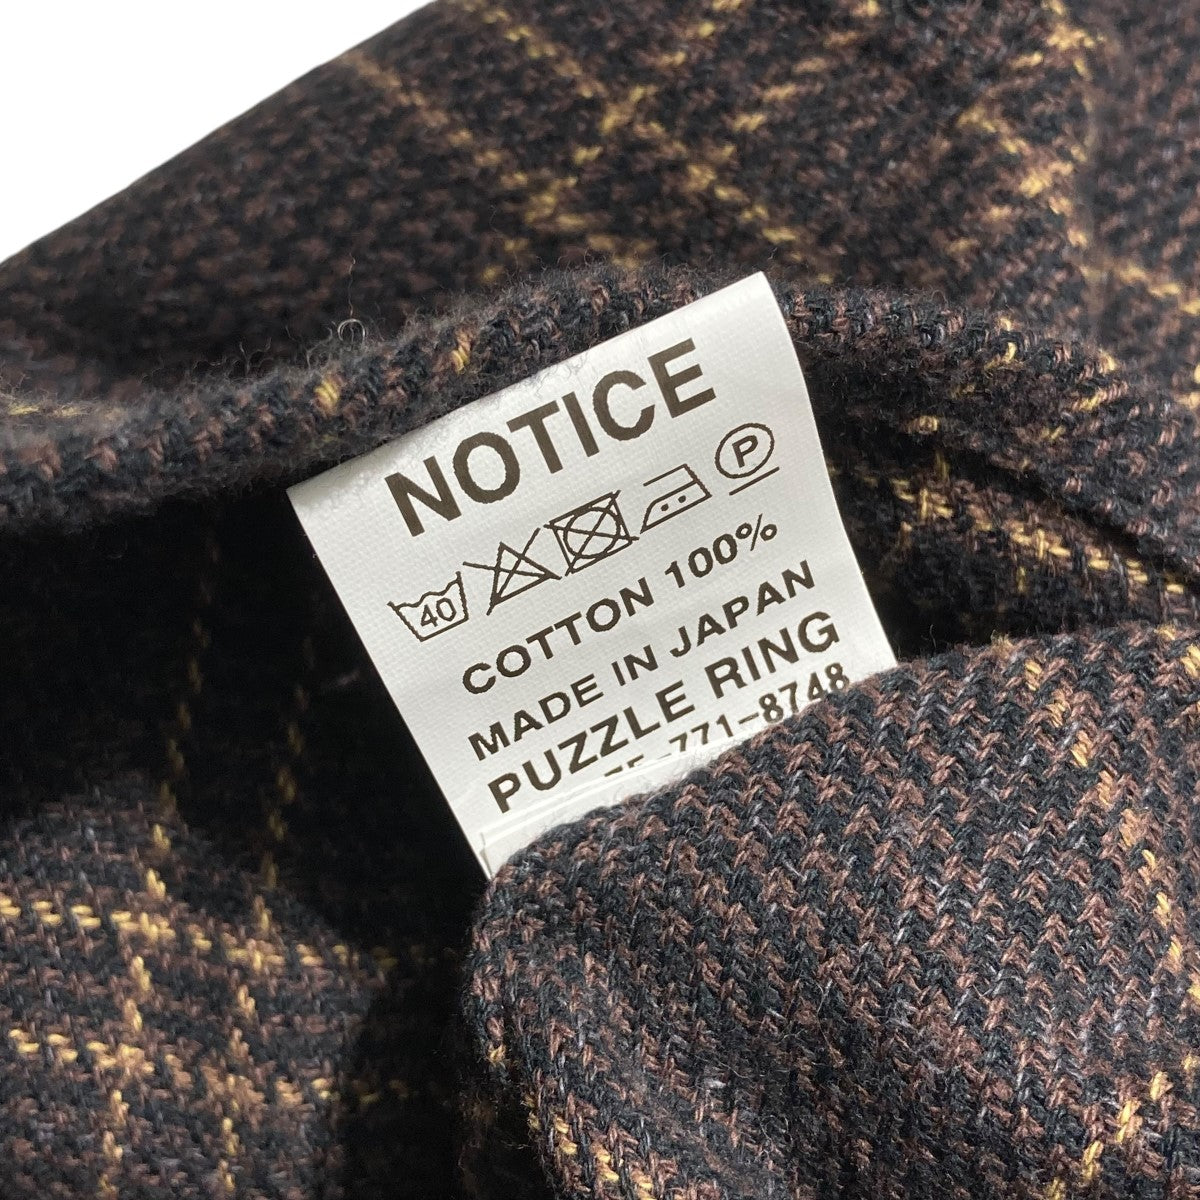 NOTICE
40 P
COTTON 100%
MADE IN JAPAN
PUZZLE RING
771-8748